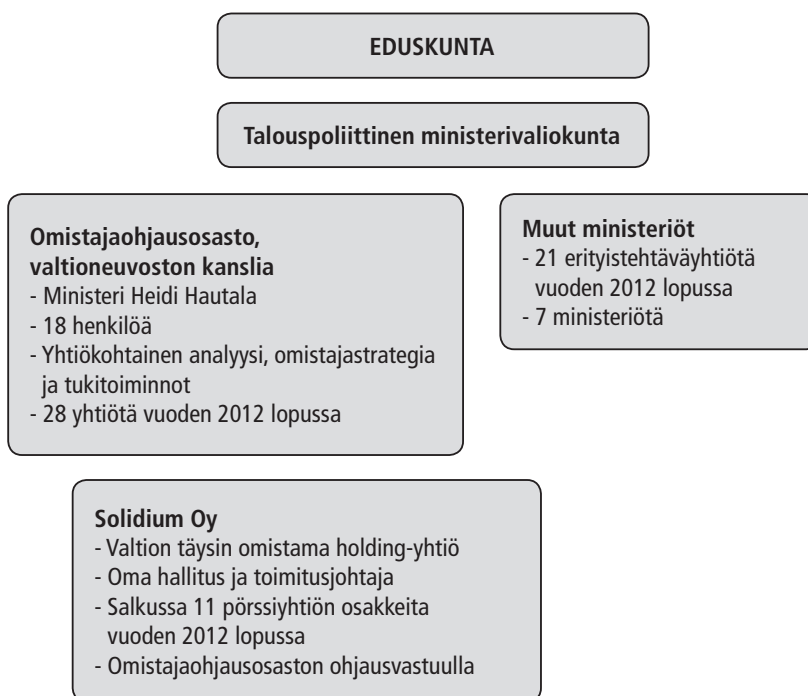 EDUSKUNTA
Talouspoliittinen ministerivaliokunta
Omistajaohjausosasto,
valtioneuvoston kanslia
- Ministeri Heidi Hautala
- 18 henkilöä
- Yhtiökohtainen analyysi, omistajastrategia
ja tukitoiminnot
- 28 yhtiötä vuoden 2012 lopussa
Muut ministeriöt
- 21 erityistehtäväyhtiötä
vuoden 2012 lopussa
- 7 ministeriötä
Solidium Oy
- Valtion täysin omistama holding-yhtiö
- Oma hallitus ja toimitusjohtaja
- Salkussa 11 pörssiyhtiön osakkeita
vuoden 2012 lopussa
- Omistajaohjausosaston ohjausvastuulla